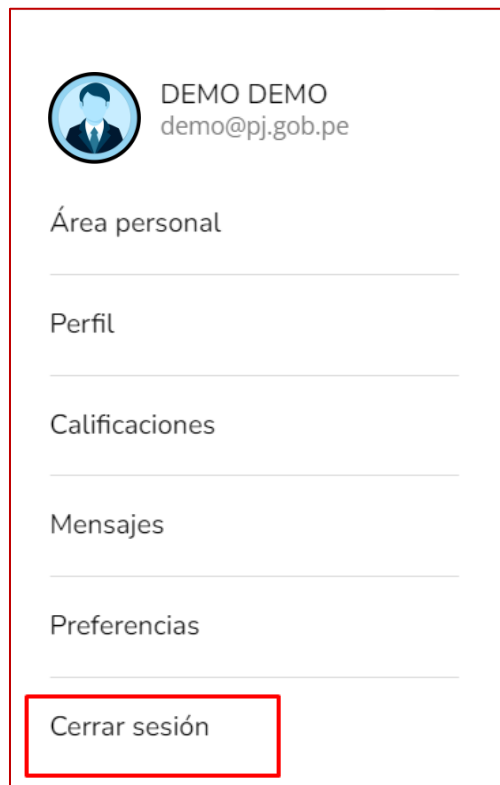 DEMO DEMO
demo@pj.gob.pe
Área personal
Perfil
Calificaciones
Mensajes
Preferencias
Cerrar sesión